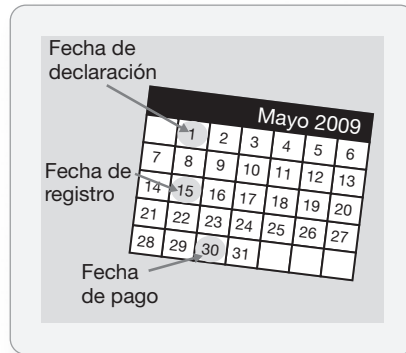 Fecha de
declaración
Mayo 2009
1 2 3 4 5 6
7 8 9 10 11 12 13
Fecha de
registro
14 15 16 17 18 19 20
21 22 23 24 25 26 27
28 29 30 31
Fecha
de pago